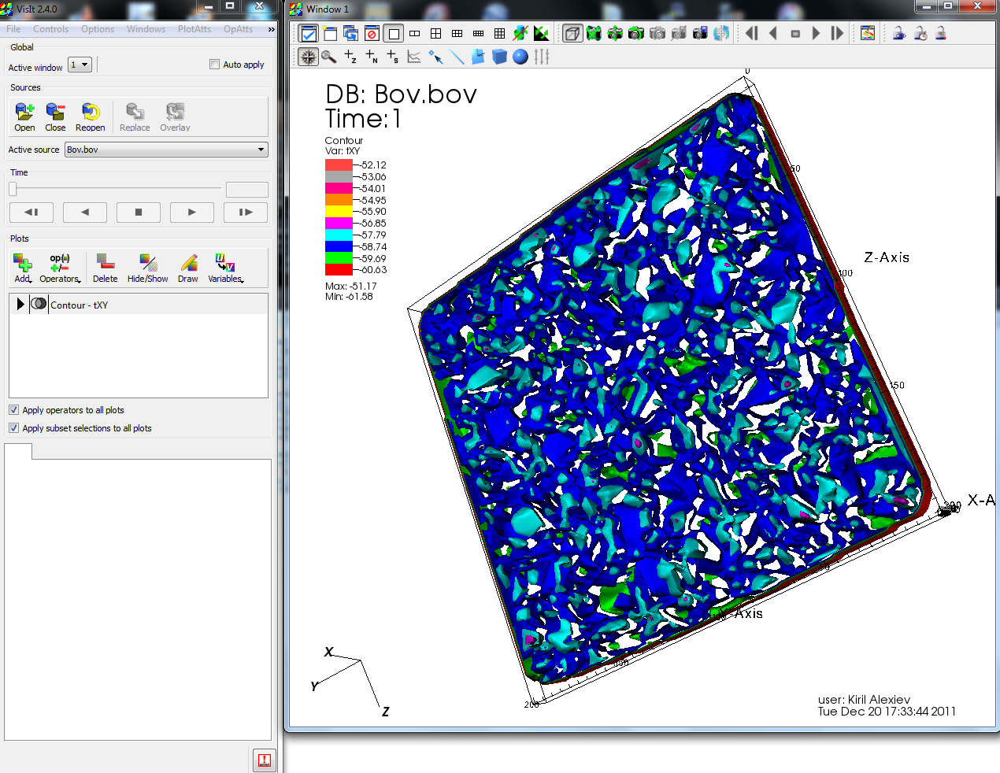 VisIt 2.4.0
File Controls Options Windows PlotAtts OpAtts »
Global
Active window 1 Auto apply
Sources
Open Close Reopen Replace Overlay
Active source Bov.bov
Time
Plots
Add Operators Delete Hide/Show Draw Variables
Contour - tXY
Apply operators to all plots
Apply subset selections to all plots
Window 1
DB: Bov.bov
Time:1
Contour
Var: tXY
-52.12
-53.06
-54.01
-54.95
-55.90
-56.85
-57.79
-58.74
-59.69
-60.63
Max: -51.17
Min: -61.58
0
50
Z-Axis
100
150
200
X-A
-Axis
150
200
X
Y
Z
user: Kiril Alexiev
Tue Dec 20 17:33:44 2011